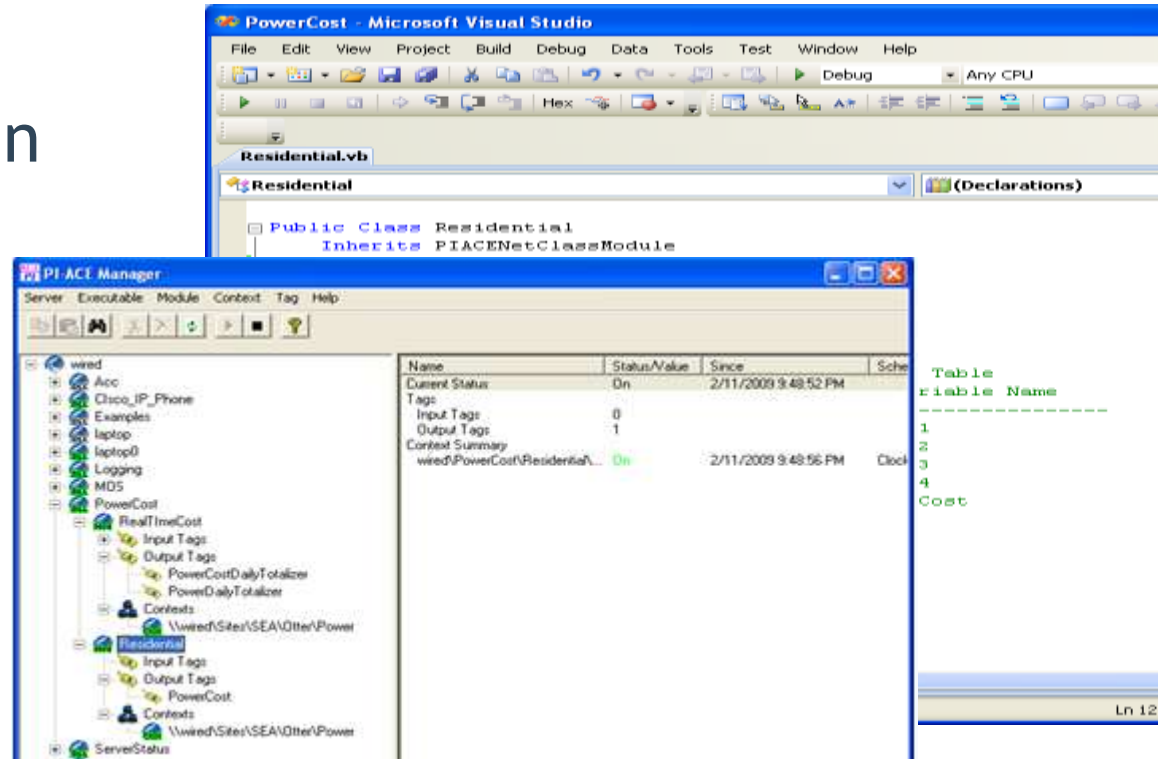 n
PowerCost - Microsoft Visual Studio
File Edit View Project Build Debug Data Tools Test Window Help
Debug Any CPU
Hex
Residential.vb
Residential (Declarations)
Public Class Residential
Inherits PIACENetClassModule
Table
riable Name
---------------
1
2
3
4
Cost
Ln 12
PI-ACE Manager
Server Executable Module Context Tag Help
wired
Acc
Cisco_IP_Phone
Examples
laptop
laptop0
Logging
MDS
PowerCost
RealTimeCost
Input Tags
Output Tags
PowerCostDailyTotalizer
PowerDailyTotalizer
Contexts
\\wired\Sites\SEA\Otter\Power
Residential
Input Tags
Output Tags
PowerCost
Contexts
\\wired\Sites\SEA\Otter\Power
ServerStatus
Name Status/Value Since Sche
Current Status On 2/11/2009 9:48:52 PM
Tags
Input Tags 0
Output Tags 1
Context Summary
wired\PowerCost\Residential\... On 2/11/2009 9:48:56 PM Clock